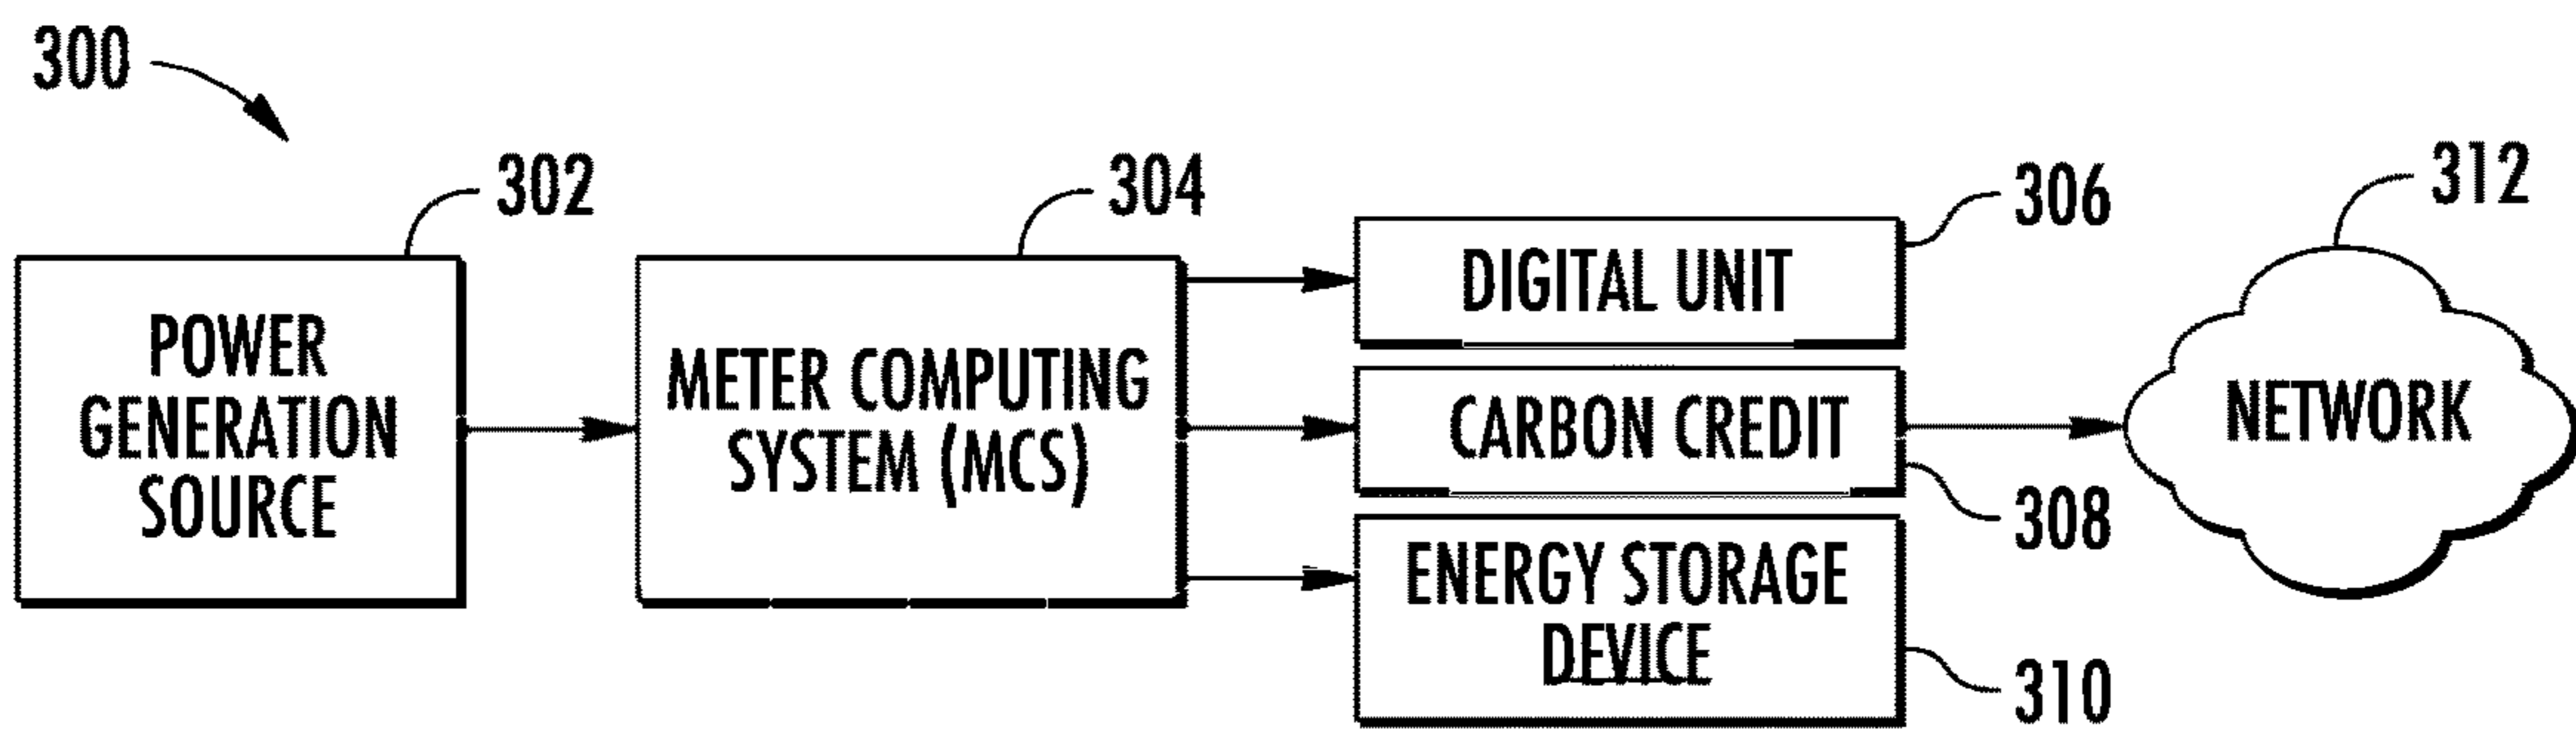 300
302
304
306
312
POWER
GENERATION
SOURCE
METER COMPUTING
SYSTEM (MCS)
DIGITAL UNIT
CARBON CREDIT
NETWORK
308
ENERGY STORAGE
DEVICE
310